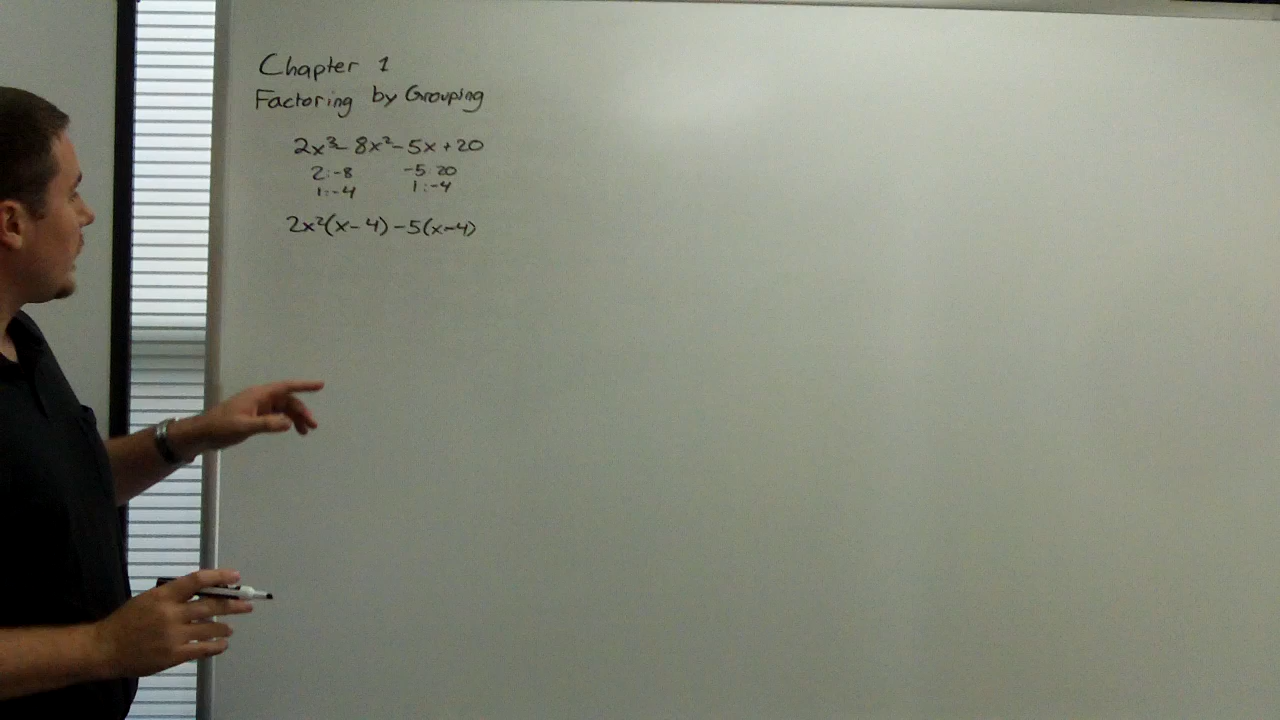 Chapter 1
Factoring by Grouping
2x³-8x²-5x+20
2:-8 -5:20
1:-4 1:-4
2x²(x-4)-5(x-4)